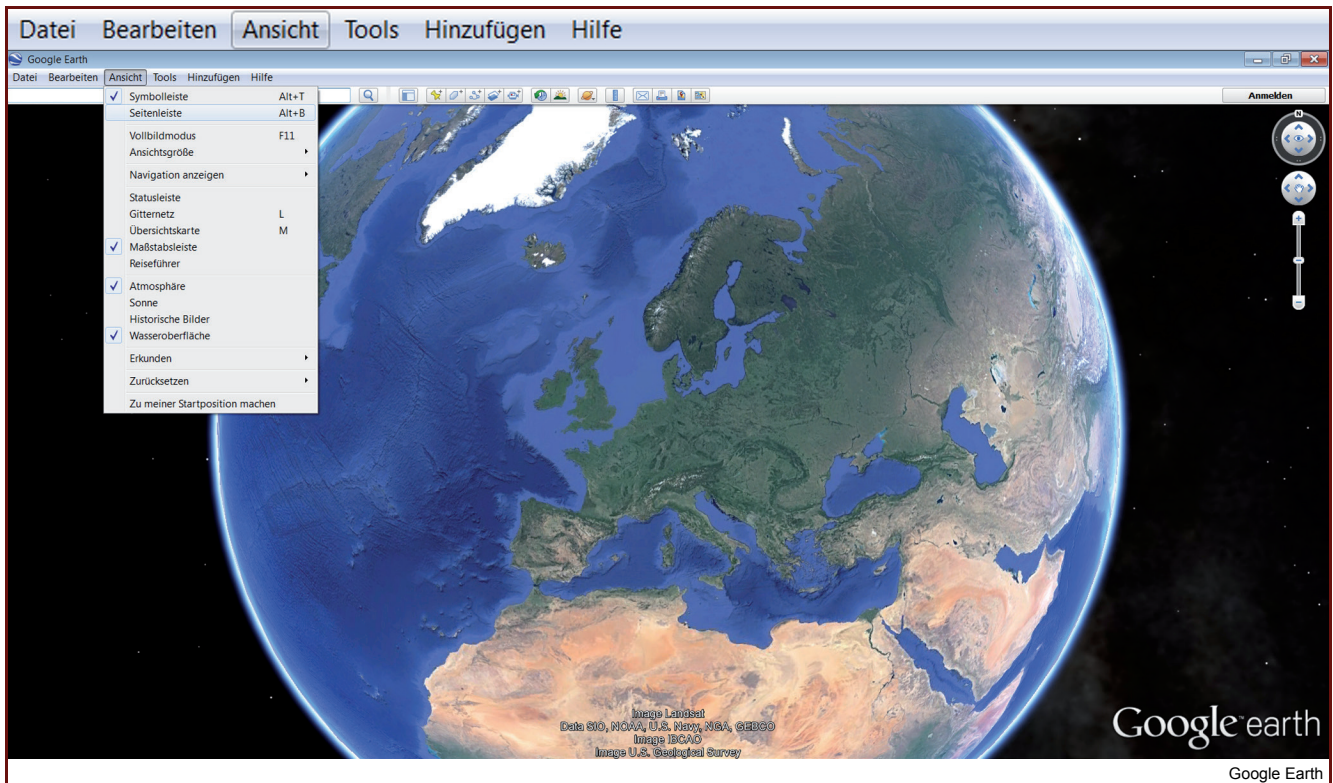 Datei Bearbeiten Ansicht Tools Hinzufügen Hilfe
Google Earth
Datei Bearbeiten Ansicht Tools Hinzufügen Hilfe
Symbolleiste Alt+T
Seitenleiste Alt+B
Vollbildmodus F11
Ansichtsgröße
Navigation anzeigen
Statusleiste
Gitternetz L
Übersichtskarte M
Maßstabsleiste
Reiseführer
Atmosphäre
Sonne
Historische Bilder
Wasseroberfläche
Erkunden
Zurücksetzen
Zu meiner Startposition machen
Anmelden
N
Image Landsat
Data SIO, NOAA, U.S. Navy, NGA, GEBCO
Image IBCAO
Image U.S. Geological Survey
Google earth
Google Earth